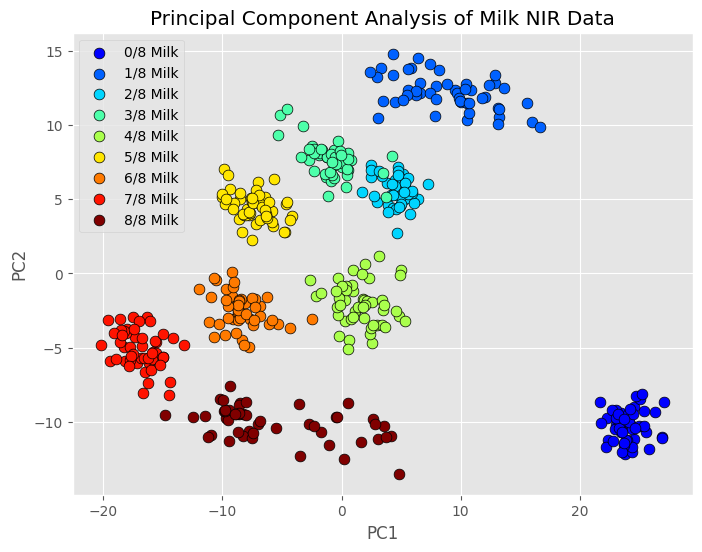 Principal Component Analysis of Milk NIR Data
0/8 Milk
1/8 Milk
2/8 Milk
3/8 Milk
4/8 Milk
5/8 Milk
6/8 Milk
7/8 Milk
8/8 Milk
PC2
15
10
5
0
−5
−10
−20 −10 0 10 20
PC1